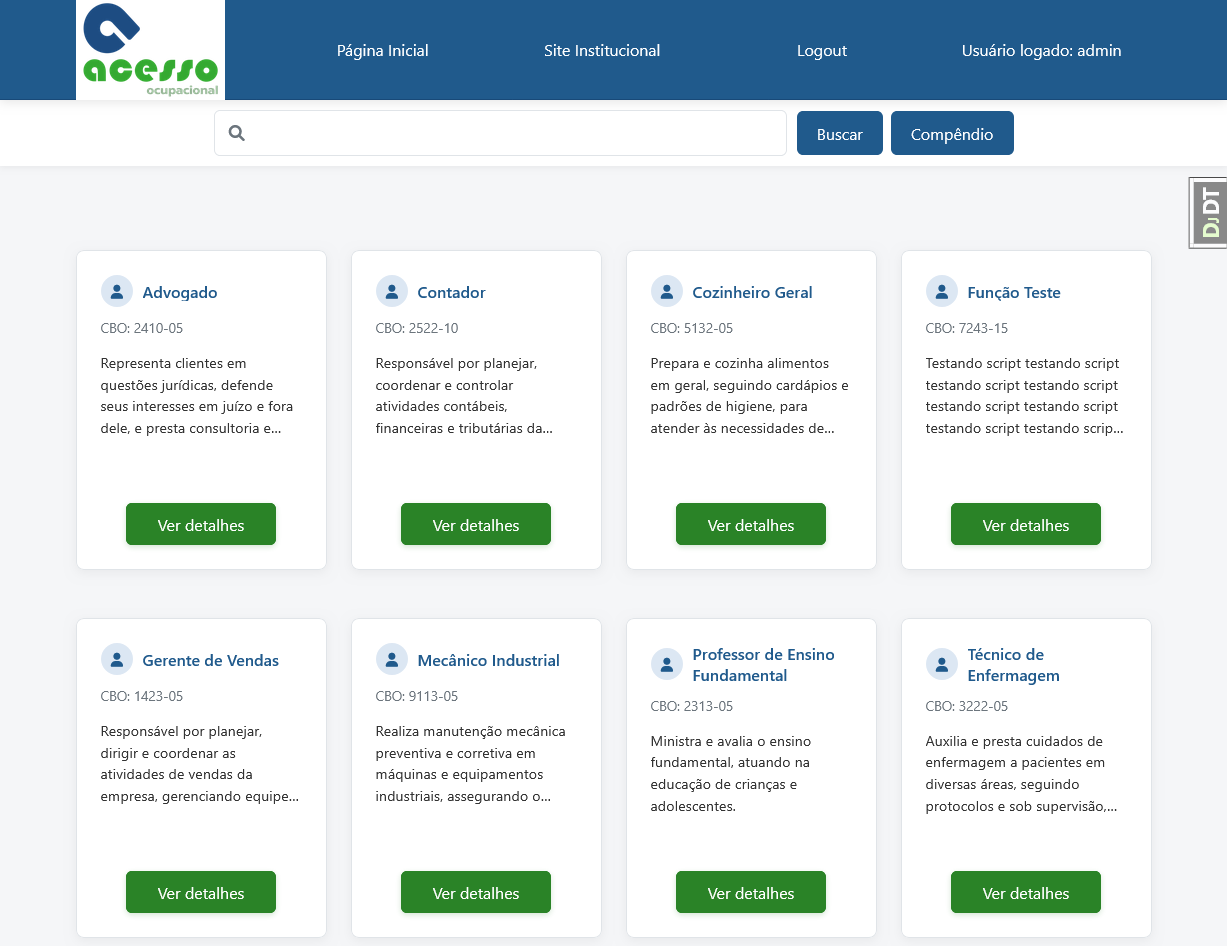 acesso
ocupacional
Página Inicial
Site Institucional
Logout
Usuário logado: admin
Buscar
Compêndio
DjDT
Advogado
CBO: 2410-05
Representa clientes em
questões jurídicas, defende
seus interesses em juízo e fora
dele, e presta consultoria e...
Ver detalhes
Contador
CBO: 2522-10
Responsável por planejar,
coordenar e controlar
atividades contábeis,
financeiras e tributárias da...
Ver detalhes
Cozinheiro Geral
CBO: 5132-05
Prepara e cozinha alimentos
em geral, seguindo cardápios e
padrões de higiene, para
atender às necessidades de...
Ver detalhes
Função Teste
CBO: 7243-15
Testando script testando script
testando script testando script
testando script testando script
testando script testando scrip...
Ver detalhes
Gerente de Vendas
CBO: 1423-05
Responsável por planejar,
dirigir e coordenar as
atividades de vendas da
empresa, gerenciando equipe...
Ver detalhes
Mecânico Industrial
CBO: 9113-05
Realiza manutenção mecânica
preventiva e corretiva em
máquinas e equipamentos
industriais, assegurando o...
Ver detalhes
Professor de Ensino
Fundamental
CBO: 2313-05
Ministra e avalia o ensino
fundamental, atuando na
educação de crianças e
adolescentes.
Ver detalhes
Técnico de
Enfermagem
CBO: 3222-05
Auxilia e presta cuidados de
enfermagem a pacientes em
diversas áreas, seguindo
protocolos e sob supervisão,...
Ver detalhes